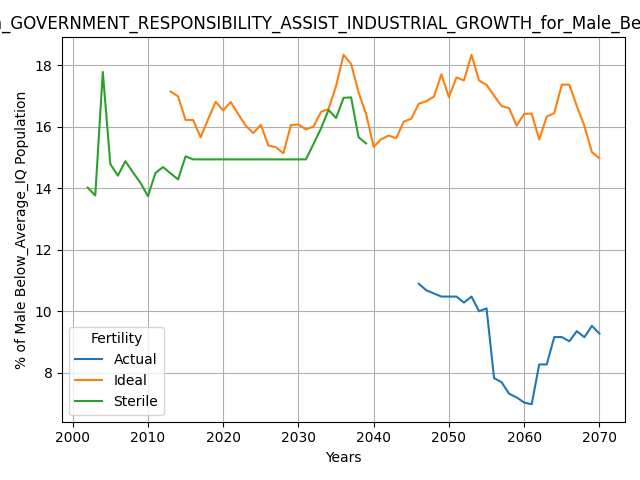 GOVERNMENT_RESPONSIBILITY_ASSIST_INDUSTRIAL_GROWTH_for_Male_Be
% of Male Below_Average_IQ Population
18
16
14
12
10
8
Fertility
Actual
Ideal
Sterile
2000 2010 2020 2030 2040 2050 2060 2070
Years